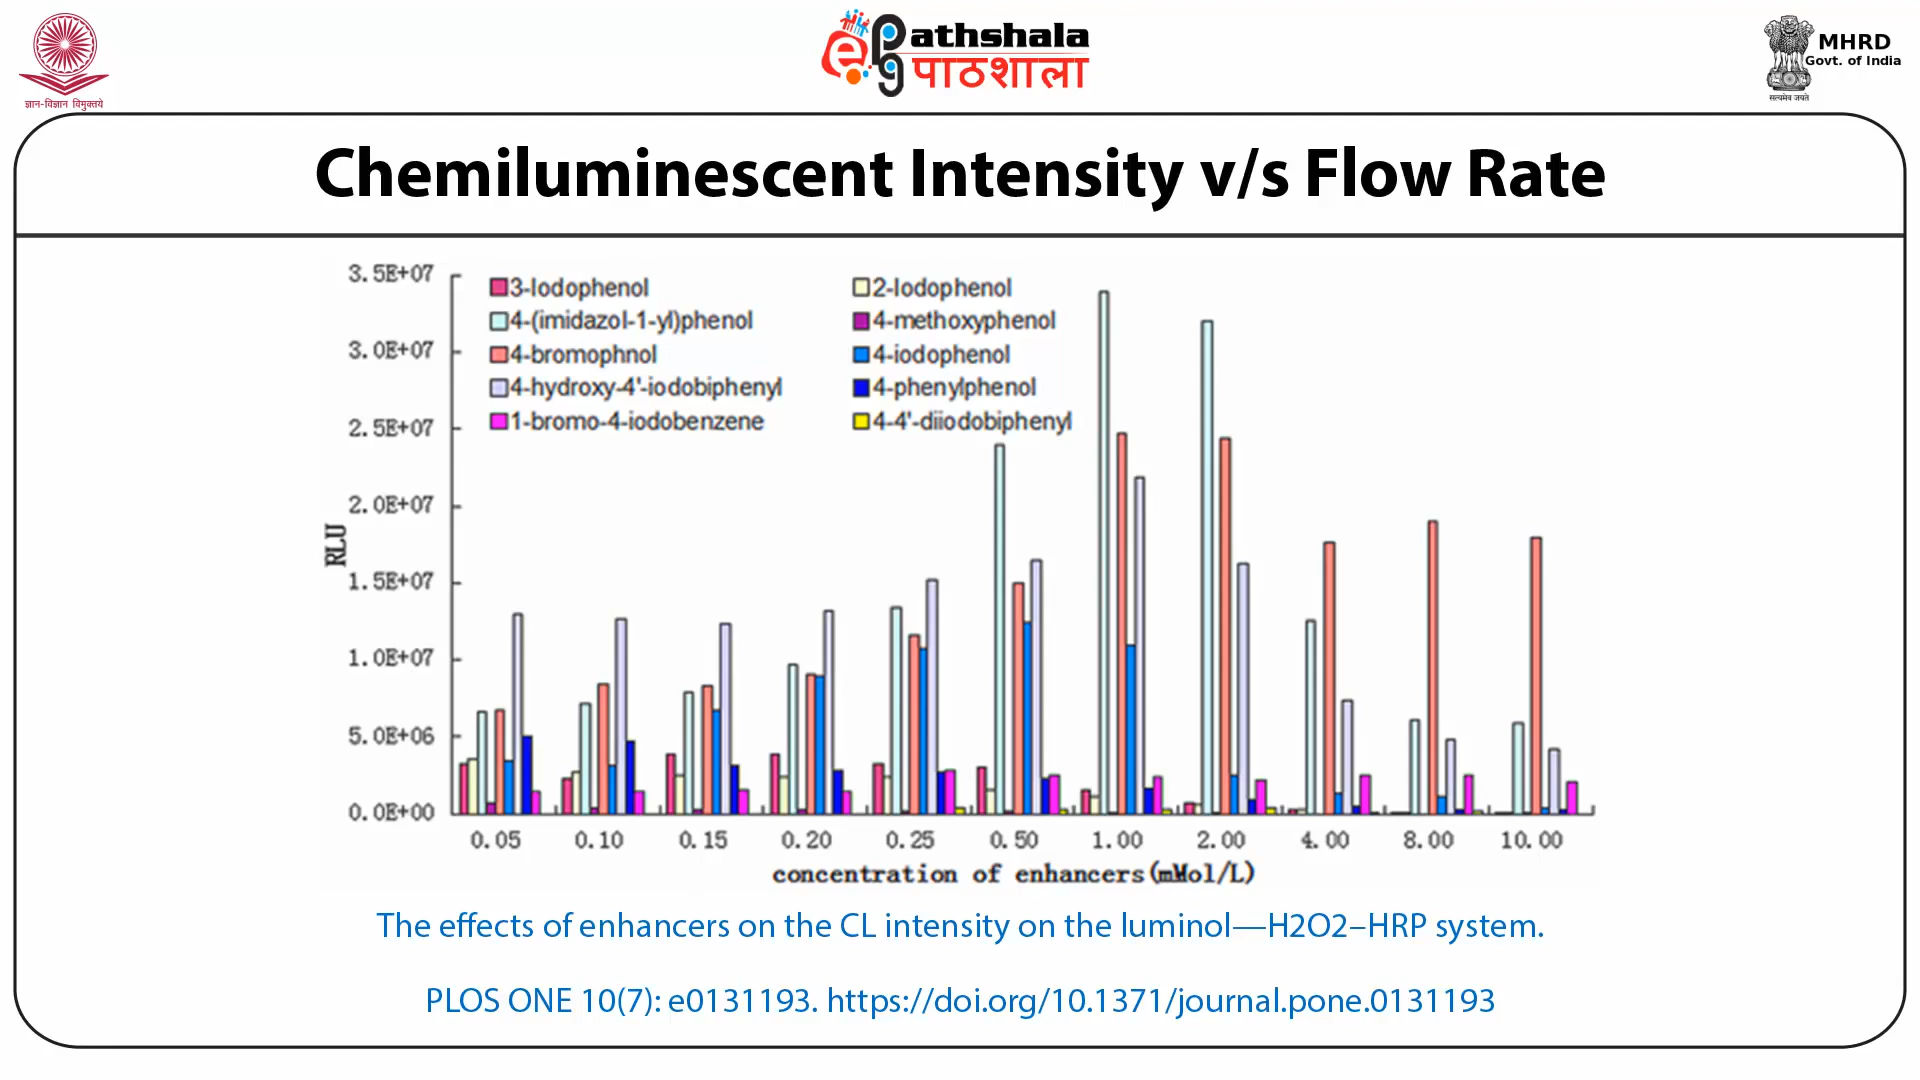 ज्ञान-विज्ञान विमुक्तये
ePathshala
पाठशाला
MHRD
Govt. of India
सत्यमेव जयते
Chemiluminescent Intensity v/s Flow Rate
3.5E+07
3.0E+07
2.5E+07
2.0E+07
1.5E+07
1.0E+07
5.0E+06
0.0E+00
RLU
3-Iodophenol
2-Iodophenol
4-(imidazol-1-yl)phenol
4-methoxyphenol
4-bromophnol
4-iodophenol
4-hydroxy-4'-iodobiphenyl
4-phenylphenol
1-bromo-4-iodobenzene
4-4'-diiodobiphenyl
0.05 0.10 0.15 0.20 0.25 0.50 1.00 2.00 4.00 8.00 10.00
concentration of enhancers(mMol/L)
The effects of enhancers on the CL intensity on the luminol—H2O2–HRP system.
PLOS ONE 10(7): e0131193. https://doi.org/10.1371/journal.pone.0131193